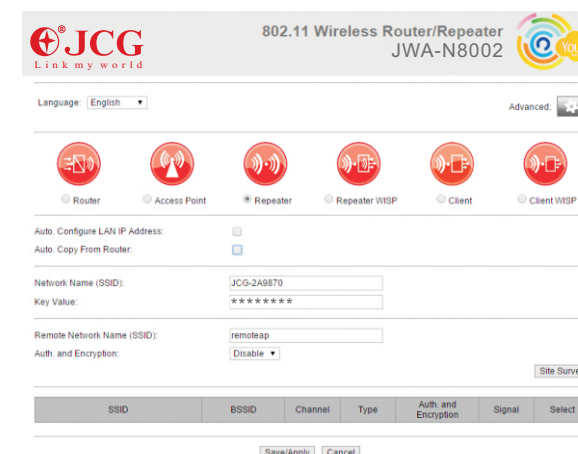 ®JCG
Link my world
802.11 Wireless Router/Repeater
JWA-N8002
You
Language: English
Advanced:
Router Access Point Repeater Repeater WISP Client Client WISP
Auto. Configure LAN IP Address:
Auto. Copy From Router:
Network Name (SSID): JCG-2A9870
Key Value: ********
Remote Network Name (SSID): remoteap
Auth. and Encryption: Disable
Site Surve
SSID BSSID Channel Type Auth. and Encryption Signal Select
Save/Apply Cancel